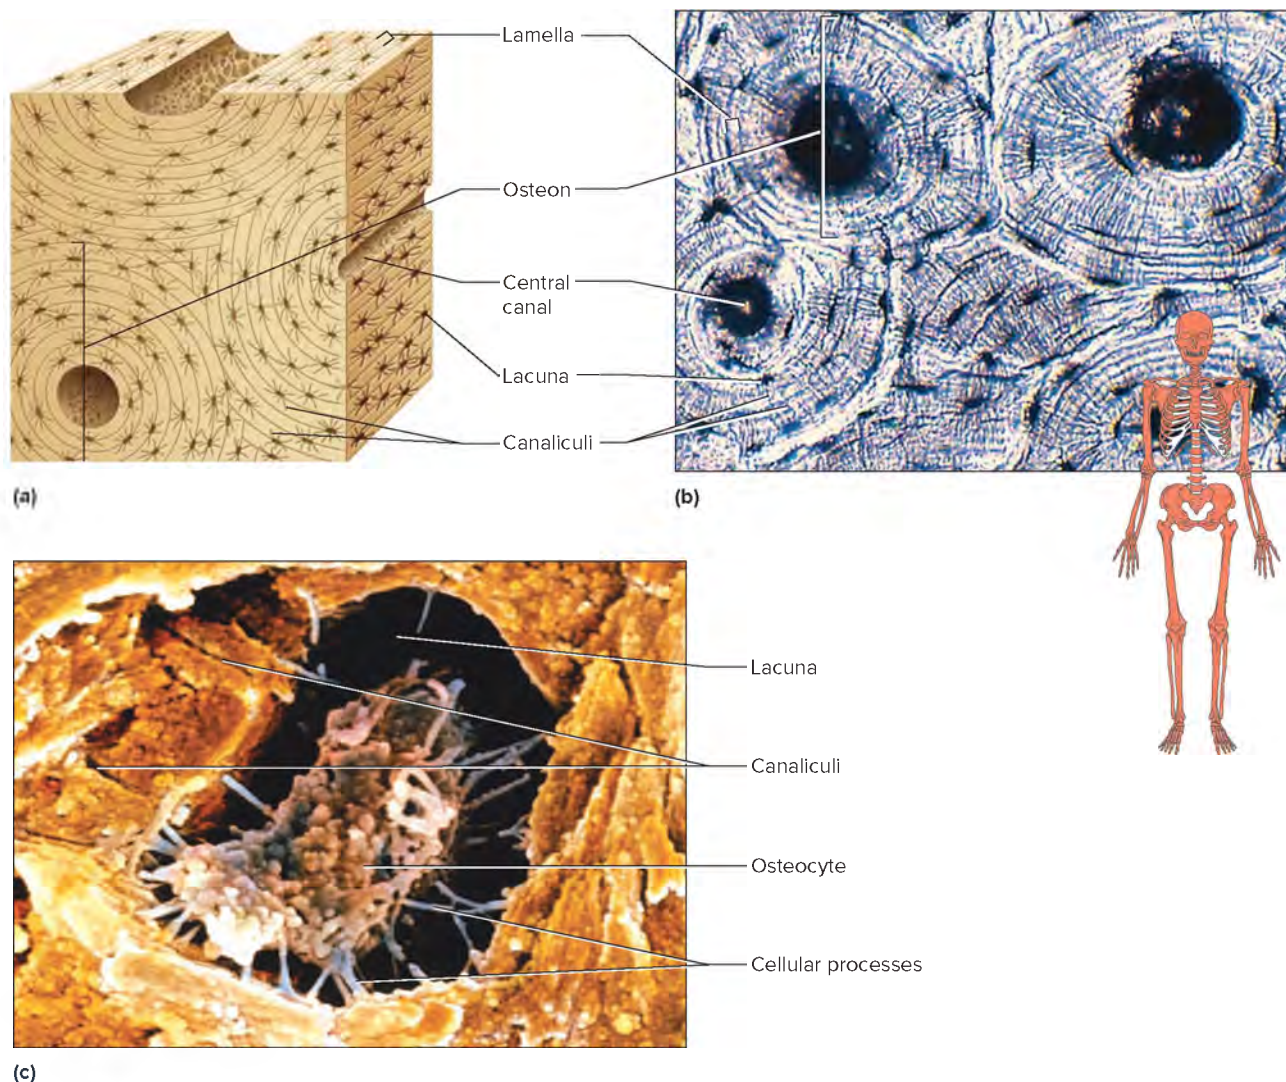 Lamella
Osteon
Central
canal
Lacuna
Canaliculi
(a)
(b)
Lacuna
Canaliculi
Osteocyte
Cellular processes
(c)